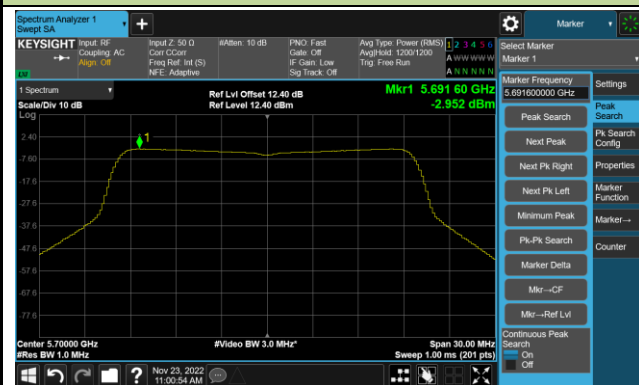 Spectrum Analyzer 1
Swept SA
+
Marker
KEYSIGHT
Input: RF
Coupling: AC
Align: Off
Input Z: 50 Ω
Corr CCorr
Freq Ref: Int (S)
NFE: Adaptive
#Atten: 10 dB
PNO: Fast
Gate: Off
IF Gain: Low
Sig Track: Off
Avg Type: Power (RMS)
Avg|Hold: 1200/1200
Trig: Free Run
1 2 3 4 5 6
A W W W W W
A N N N N N
Select Marker
Marker 1
1 Spectrum
Scale/Div 10 dB
Log
Ref Lvl Offset 12.40 dB
Ref Level 12.40 dBm
Mkr1 5.691 60 GHz
-2.952 dBm
1
2.40
-7.60
-17.6
-27.6
-37.6
-47.6
-57.6
-67.6
-77.6
Center 5.70000 GHz
#Res BW 1.0 MHz
#Video BW 3.0 MHz*
Span 30.00 MHz
Sweep 1.00 ms (201 pts)
Marker Frequency
5.691600000 GHz
Peak Search
Next Peak
Next Pk Right
Next Pk Left
Minimum Peak
Pk-Pk Search
Marker Delta
Mkr→CF
Mkr→Ref Lvl
Continuous Peak
Search
On
Off
Settings
Peak
Search
Pk Search
Config
Properties
Marker
Function
Marker→
Counter
?
Nov 23, 2022
11:00:54 AM